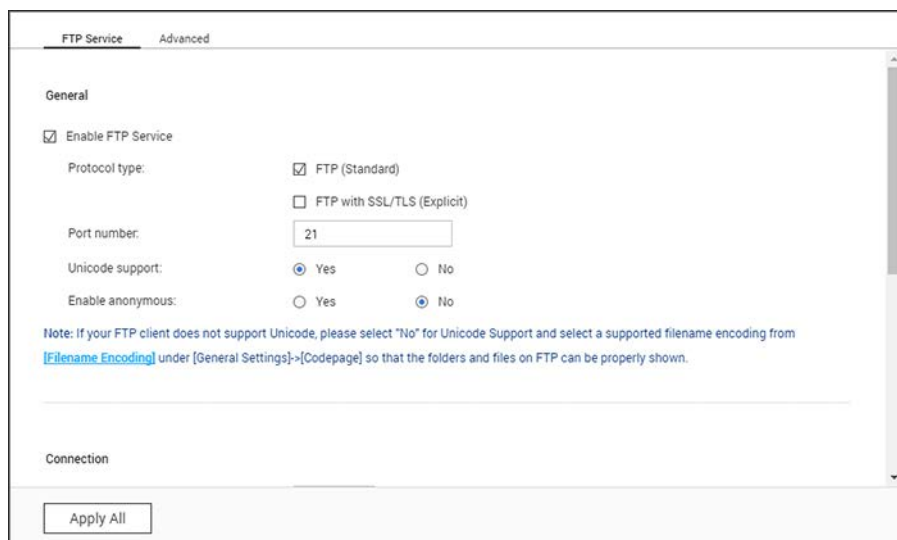 FTP Service Advanced
General
Enable FTP Service
Protocol type: FTP (Standard)
FTP with SSL/TLS (Explicit)
Port number: 21
Unicode support: Yes No
Enable anonymous: Yes No
Note: If your FTP client does not support Unicode, please select "No" for Unicode Support and select a supported filename encoding from
[Filename Encoding] under [General Settings]->[Codepage] so that the folders and files on FTP can be properly shown.
Connection
Apply All